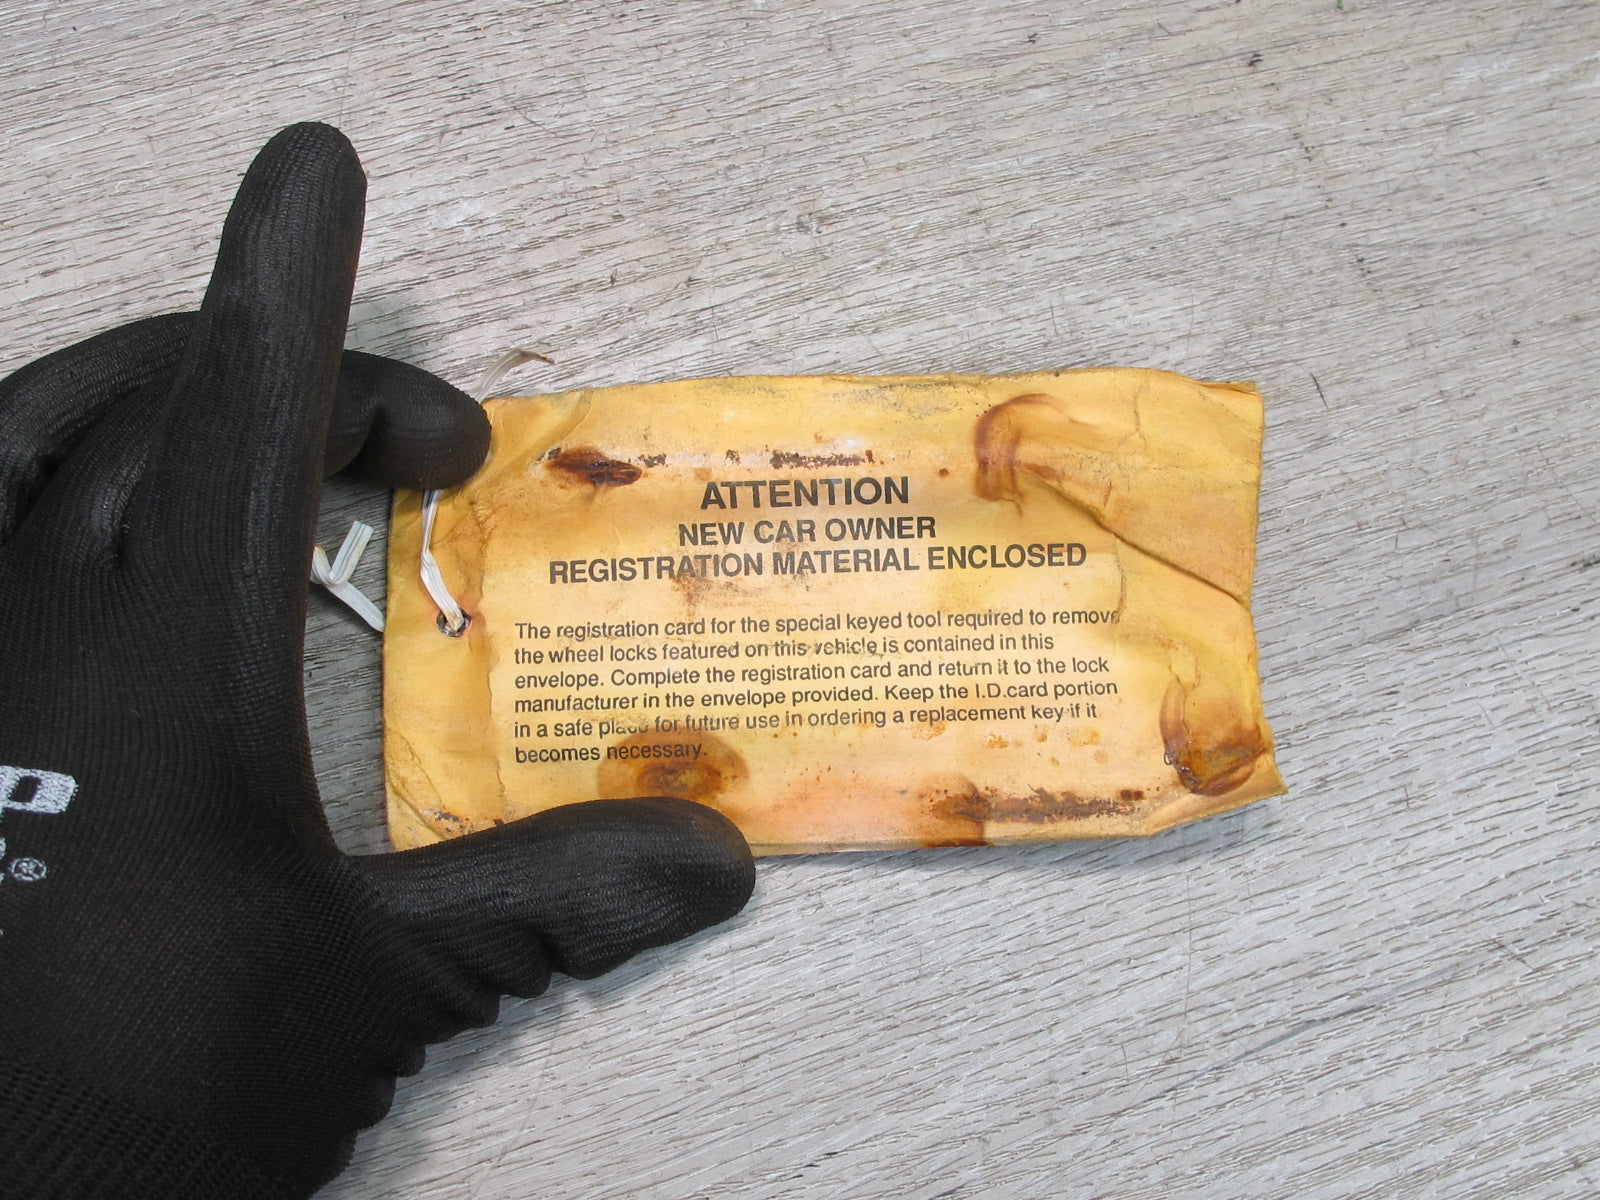 ATTENTION
NEW CAR OWNER
REGISTRATION MATERIAL ENCLOSED
The registration card for the special keyed tool required to remove
the wheel locks featured on this vehicle is contained in this
envelope. Complete the registration card and return it to the lock
manufacturer in the envelope provided. Keep the I.D.card portion
in a safe place for future use in ordering a replacement key if it
becomes necessary.
P
®